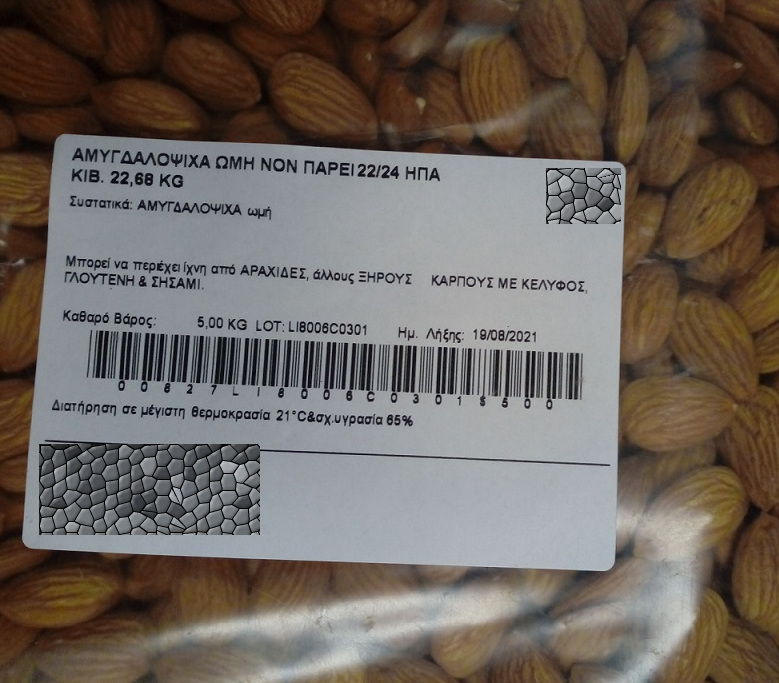 ΑΜΥΓΔΑΛΟΨΙΧΑ ΩΜΗ ΝΟΝ ΠΑΡΕΙ 22/24 ΗΠΑ
ΚΙΒ. 22,68 KG
Συστατικά: ΑΜΥΓΔΑΛΟΨΙΧΑ ωμή
Μπορεί να περιέχει ίχνη από ΑΡΑΧΙΔΕΣ, άλλους ΞΗΡΟΥΣ ΚΑΡΠΟΥΣ ΜΕ ΚΕΛΥΦΟΣ,
ΓΛΟΥΤΕΝΗ & ΣΗΣΑΜΙ.
Καθαρό Βάρος: 5,00 KG LOT: LI8006C0301 Ημ. Λήξης: 19/08/2021
00827LI8006C0301$500
Διατήρηση σε μέγιστη θερμοκρασία 21°C&σχ.υγρασία 65%